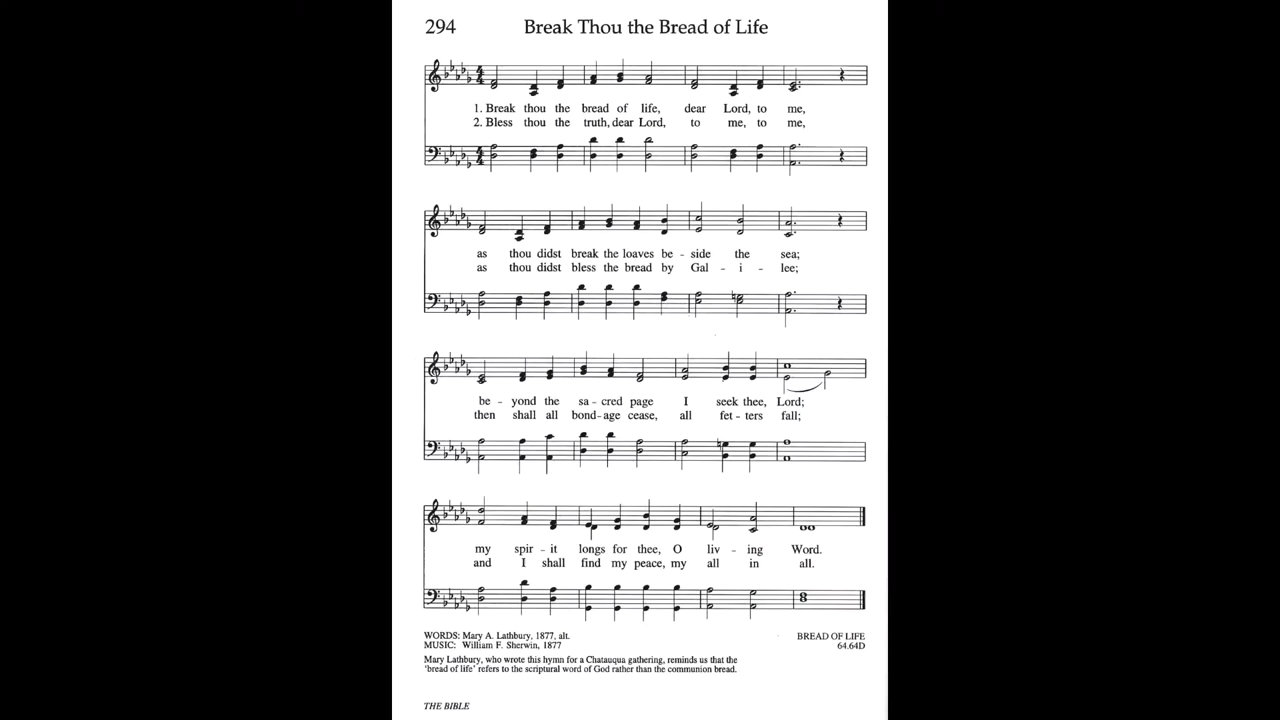 294 Break Thou the Bread of Life
1. Break thou the bread of life, dear Lord, to me,
2. Bless thou the truth, dear Lord, to me, to me,
as thou didst break the loaves be - side the sea;
as thou didst bless the bread by Gal - i - lee;
be - yond the sa - cred page I seek thee, Lord;
then shall all bond - age cease, all fet - ters fall;
my spir - it longs for thee, O liv - ing Word.
and I shall find my peace, my all in all.
WORDS: Mary A. Lathbury, 1877, alt. BREAD OF LIFE
MUSIC: William F. Sherwin, 1877 64.64D
Mary Lathbury, who wrote this hymn for a Chatauqua gathering, reminds us that the
'bread of life' refers to the scriptural word of God rather than the communion bread.
THE BIBLE